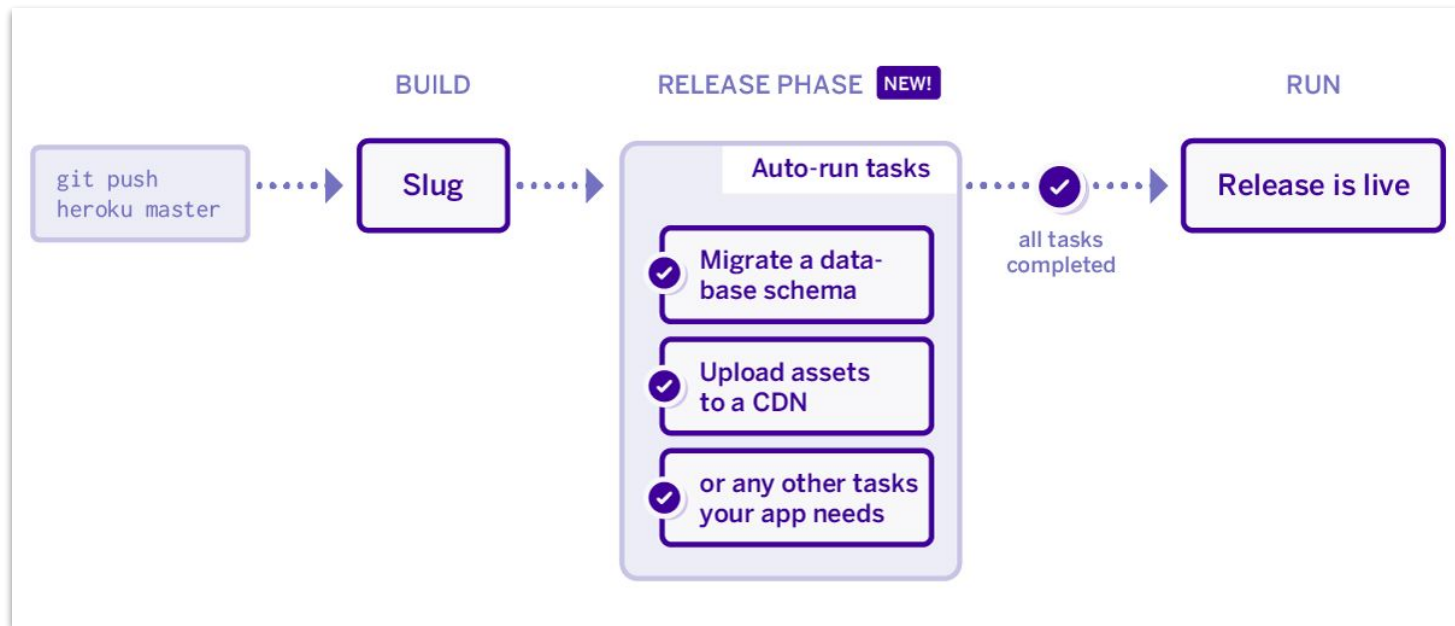 BUILD
RELEASE PHASE NEW!
RUN
git push
heroku master
Slug
Auto-run tasks
Migrate a data-
base schema
Upload assets
to a CDN
or any other tasks
your app needs
all tasks
completed
Release is live